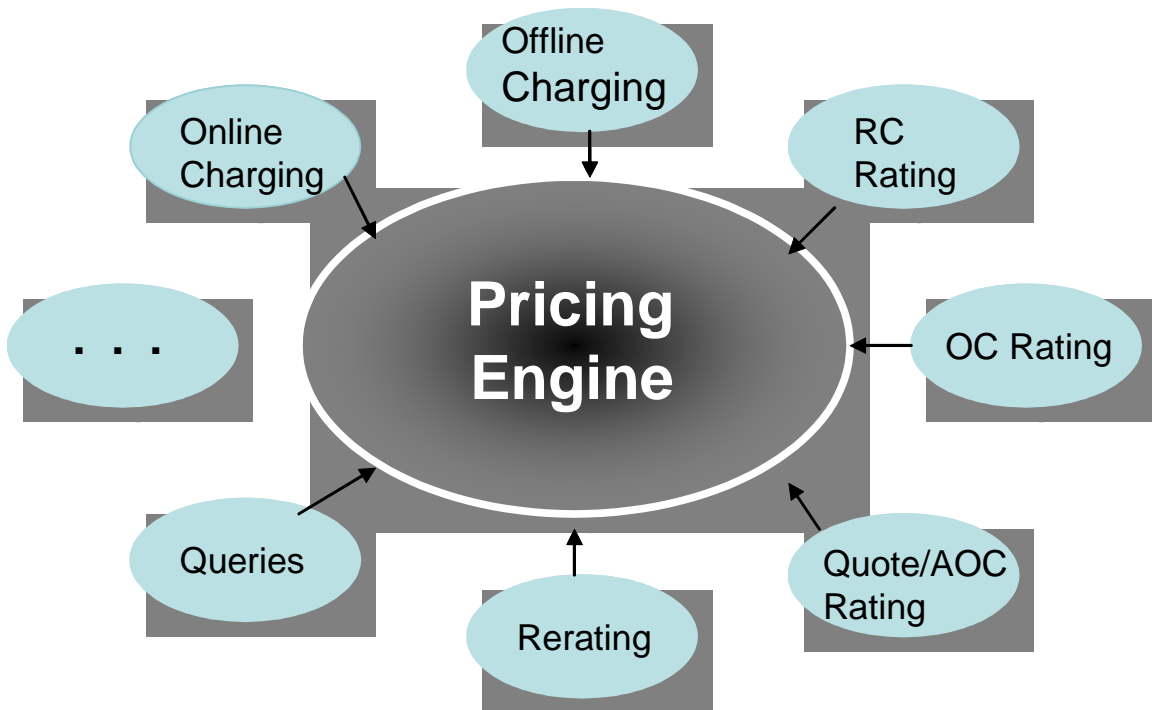 Offline
Charging
Online
Charging
RC
Rating
Pricing
Engine
. . .
OC Rating
Queries
Quote/AOC
Rating
Rerating